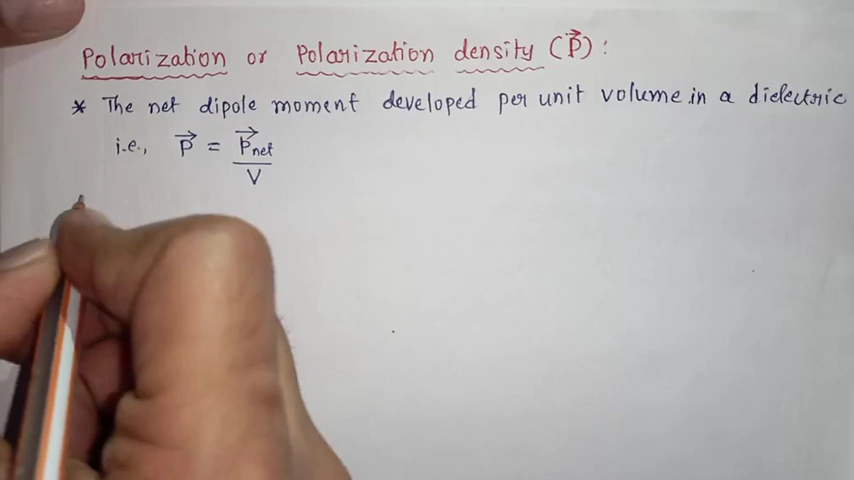 Polarization or Polarization density (P⃗) :
* The net dipole moment developed per unit volume in a dielectric
i.e., P⃗ = p⃗net / V